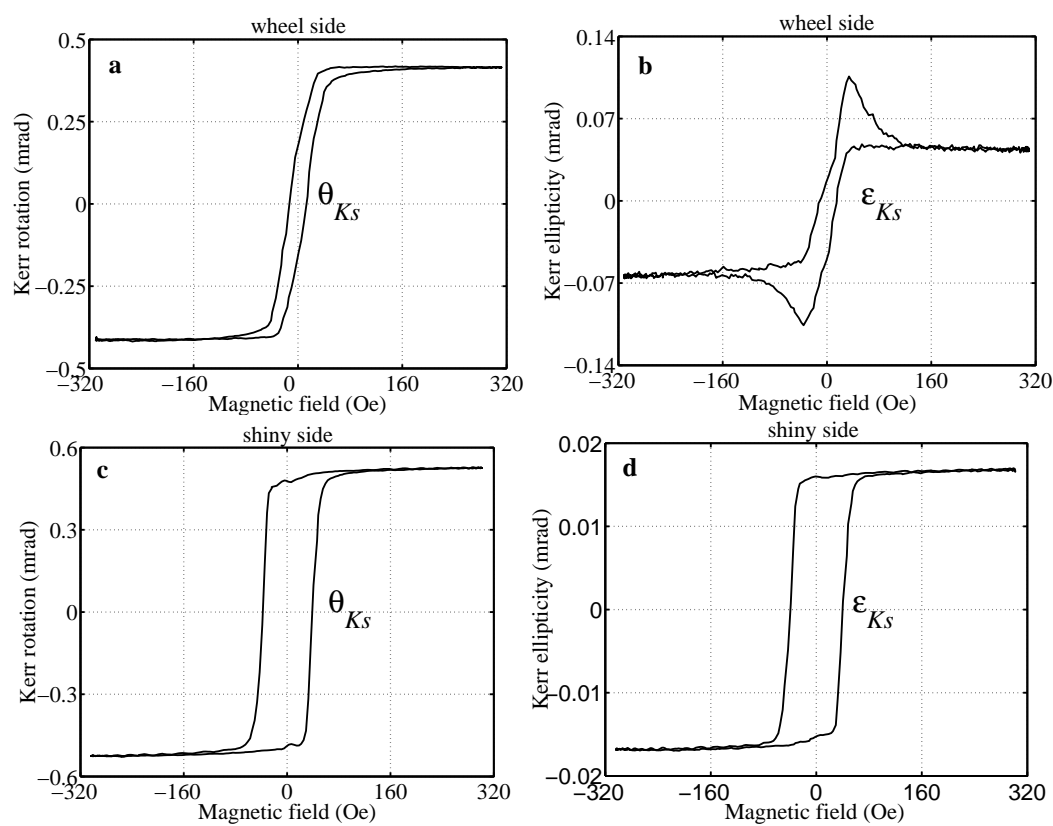 wheel side
0.5
0.25
0
−0.25
−0.5
a
θKs
Kerr rotation (mrad)
−320 −160 0 160 320
Magnetic field (Oe)
wheel side
0.14
0.07
0
−0.07
−0.14
b
εKs
Kerr ellipticity (mrad)
−320 −160 0 160 320
Magnetic field (Oe)
shiny side
0.6
0.3
0
−0.3
−0.6
c
θKs
Kerr rotation (mrad)
−320 −160 0 160 320
Magnetic field (Oe)
shiny side
0.02
0.01
0
−0.01
−0.02
d
εKs
Kerr ellipticity (mrad)
−320 −160 0 160 320
Magnetic field (Oe)